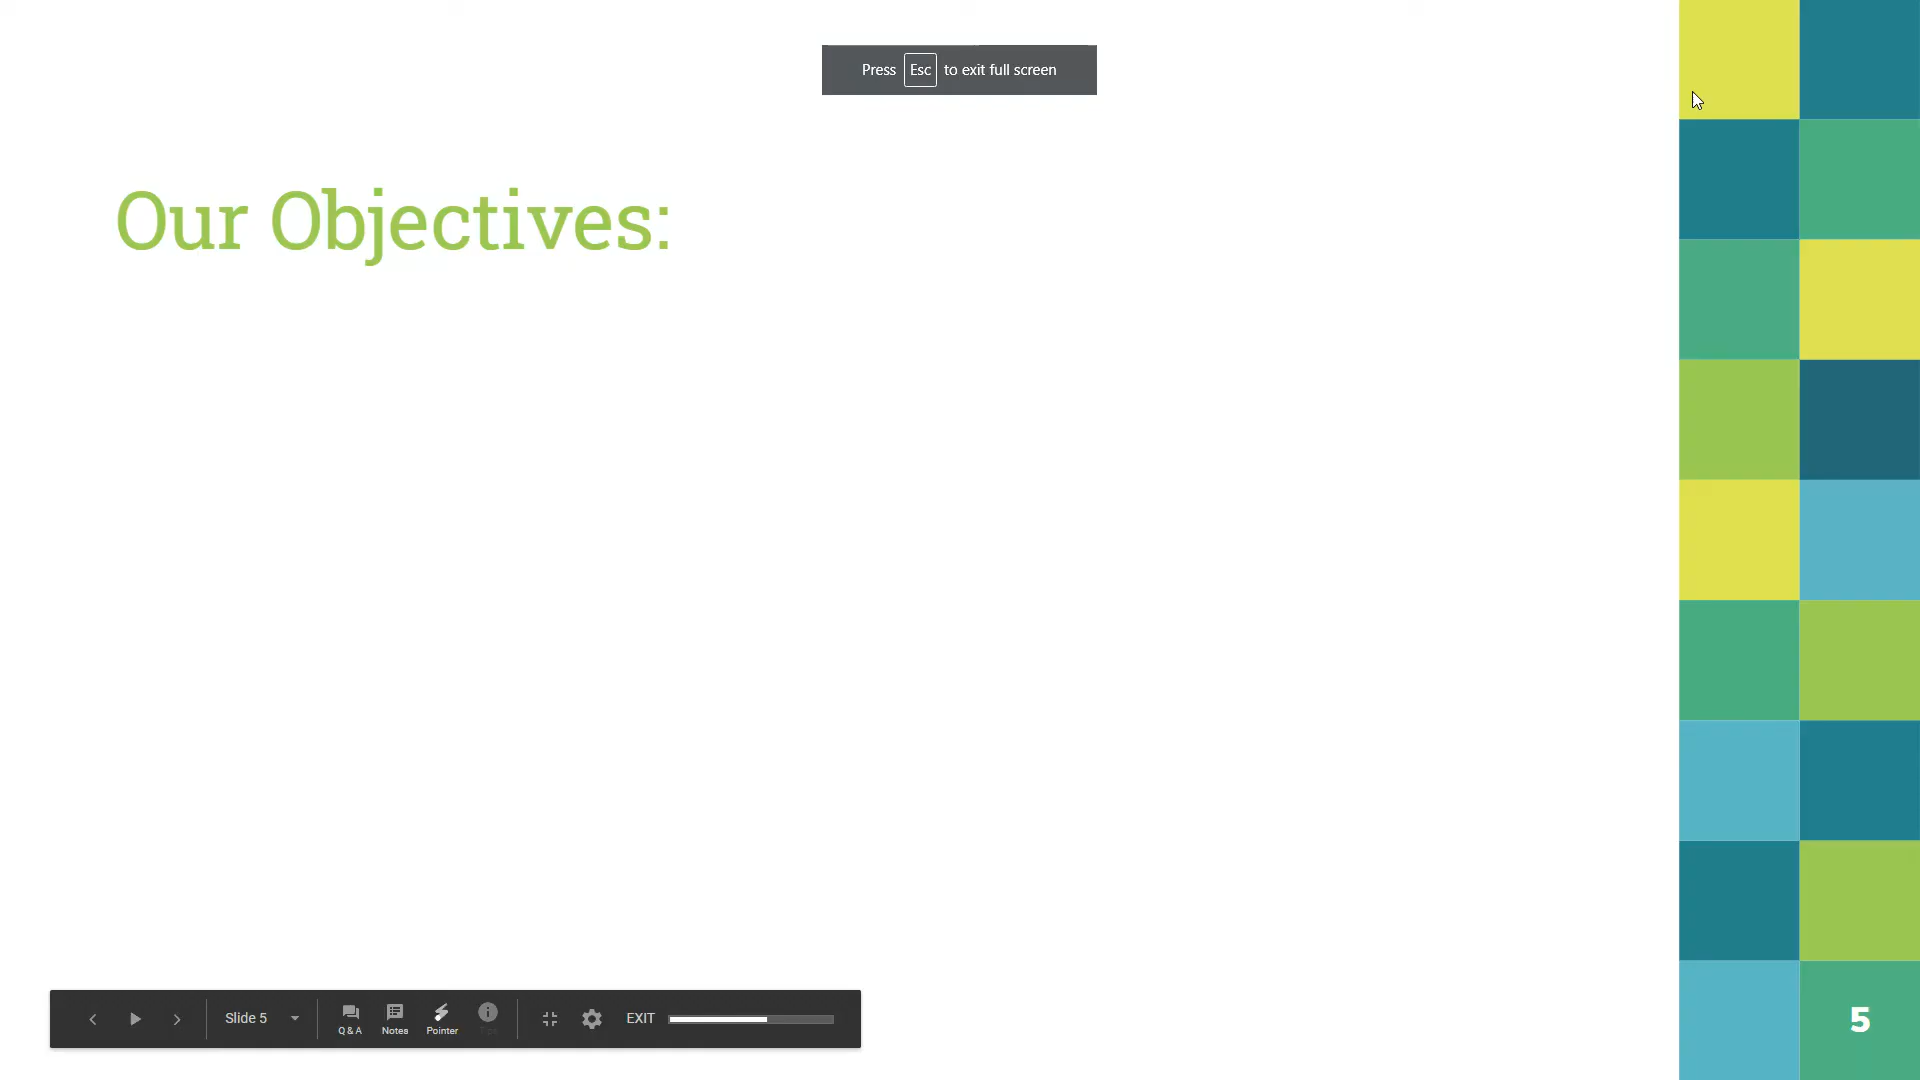 Press Esc to exit full screen
Our Objectives:
Slide 5
Q & A
Notes
Pointer
EXIT
5